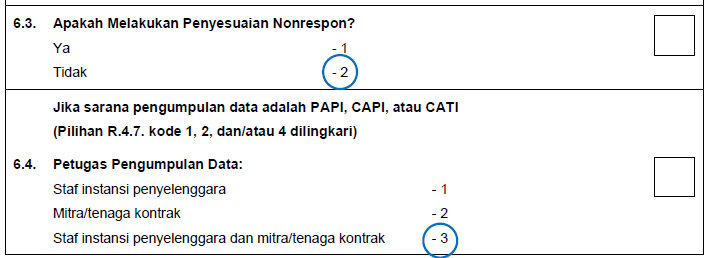 6.3. Apakah Melakukan Penyesuaian Nonrespon?
Ya - 1
Tidak - 2
Jika sarana pengumpulan data adalah PAPI, CAPI, atau CATI
(Pilihan R.4.7. kode 1, 2, dan/atau 4 dilingkari)
6.4. Petugas Pengumpulan Data:
Staf instansi penyelenggara - 1
Mitra/tenaga kontrak - 2
Staf instansi penyelenggara dan mitra/tenaga kontrak - 3